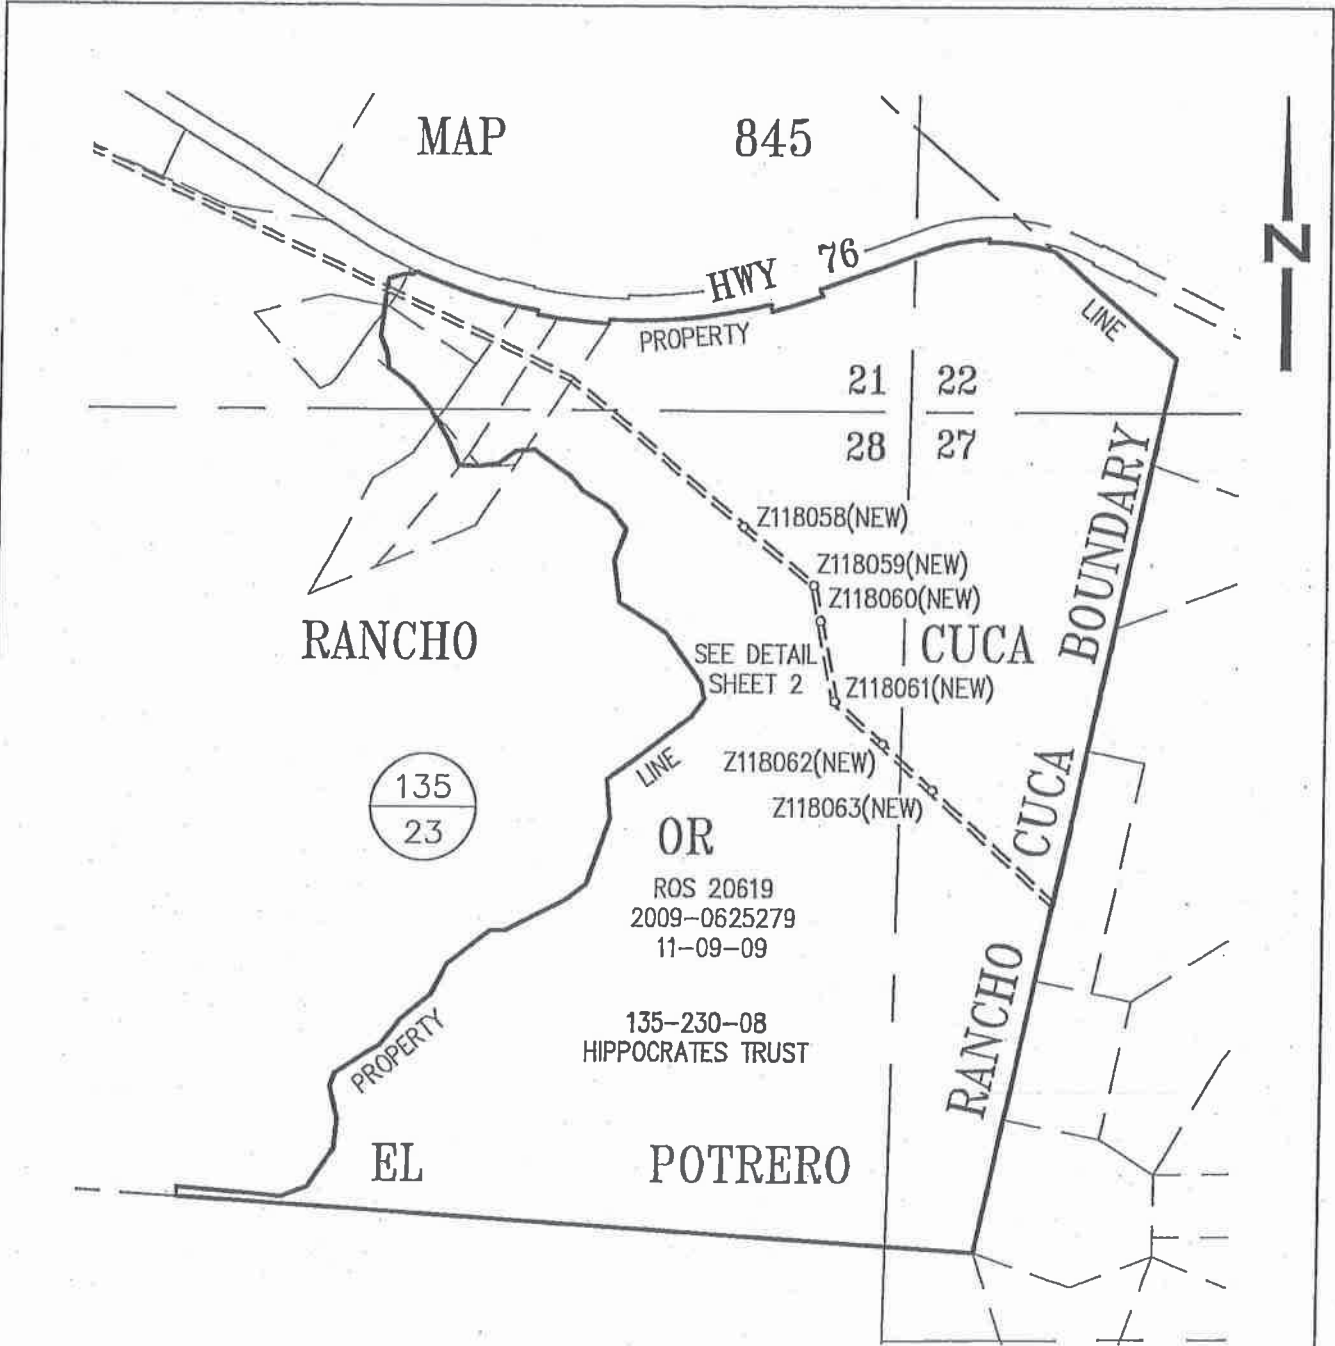 MAP 845
N
HWY 76
PROPERTY
LINE
21 22
28 27
Z118058(NEW)
Z118059(NEW)
Z118060(NEW)
RANCHO
CUCA
SEE DETAIL
SHEET 2
Z118061(NEW)
Z118062(NEW)
Z118063(NEW)
RANCHO CUCA BOUNDARY
PROPERTY LINE
135
23
OR
ROS 20619
2009-0625279
11-09-09
135-230-08
HIPPOCRATES TRUST
EL POTRERO